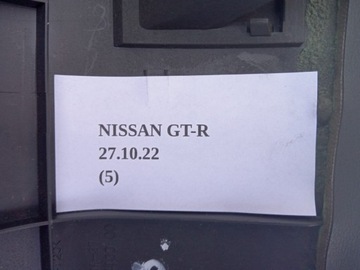 NISSAN GT-R
27.10.22
(5)